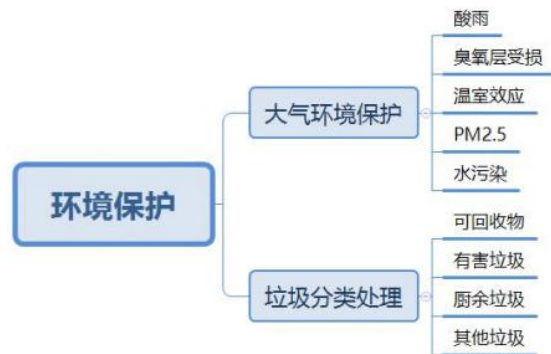 环境保护
大气环境保护
酸雨
臭氧层受损
温室效应
PM2.5
水污染
垃圾分类处理
可回收物
有害垃圾
厨余垃圾
其他垃圾